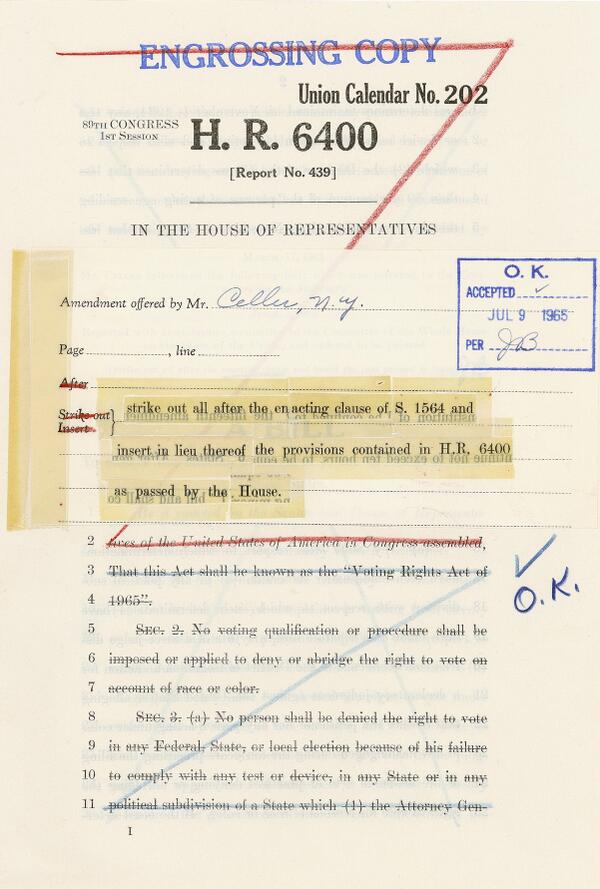 ENGROSSING COPY
Union Calendar No. 202
89TH CONGRESS
1ST SESSION
H. R. 6400
[Report No. 439]
IN THE HOUSE OF REPRESENTATIVES
O. K.
ACCEPTED ✓
JUL 9 1965
PER JB
Amendment offered by Mr. Celler, N.Y.
Page , line
After
Strike out
Insert
strike out all after the enacting clause of S. 1564 and
insert in lieu thereof the provisions contained in H.R. 6400
as passed by the House.
2 tives of the United States of America in Congress assembled,
3 That this Act shall be known as the "Voting Rights Act of
4 1965".
✓
O.K.
5 SEC. 2. No voting qualification or procedure shall be
6 imposed or applied to deny or abridge the right to vote on
7 account of race or color.
8 SEC. 3. (a) No person shall be denied the right to vote
9 in any Federal, State, or local election because of his failure
10 to comply with any test or device, in any State or in any
11 political subdivision of a State which (1) the Attorney Gen-
I